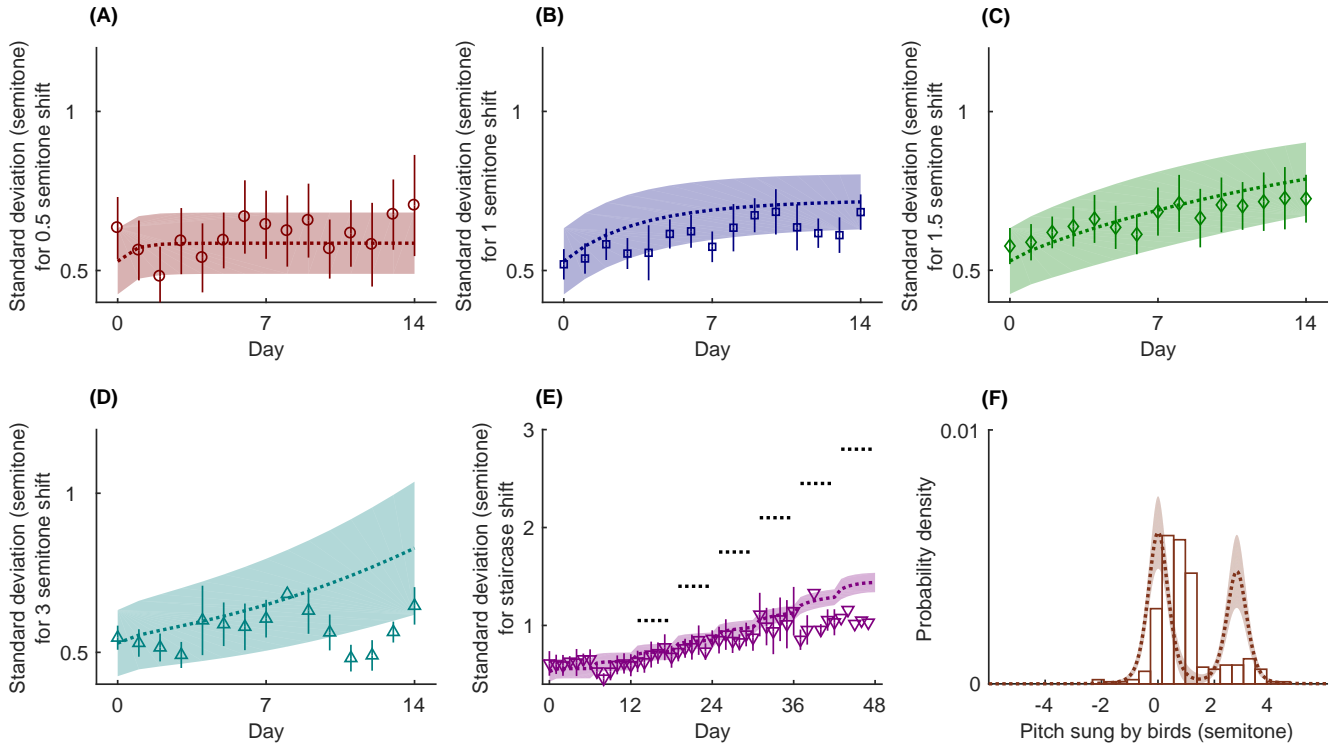 (A)
Standard deviation (semitone)
for 0.5 semitone shift
1
0.5
0
7
14
Day
(B)
Standard deviation (semitone)
for 1 semitone shift
1
0.5
0
7
14
Day
(C)
Standard deviation (semitone)
for 1.5 semitone shift
1
0.5
0
7
14
Day
(D)
Standard deviation (semitone)
for 3 semitone shift
1
0.5
0
7
14
Day
(E)
Standard deviation (semitone)
for staircase shift
3
2
1
0
12
24
36
48
Day
(F)
Probability density
0.01
0
-4
-2
0
2
4
Pitch sung by birds (semitone)